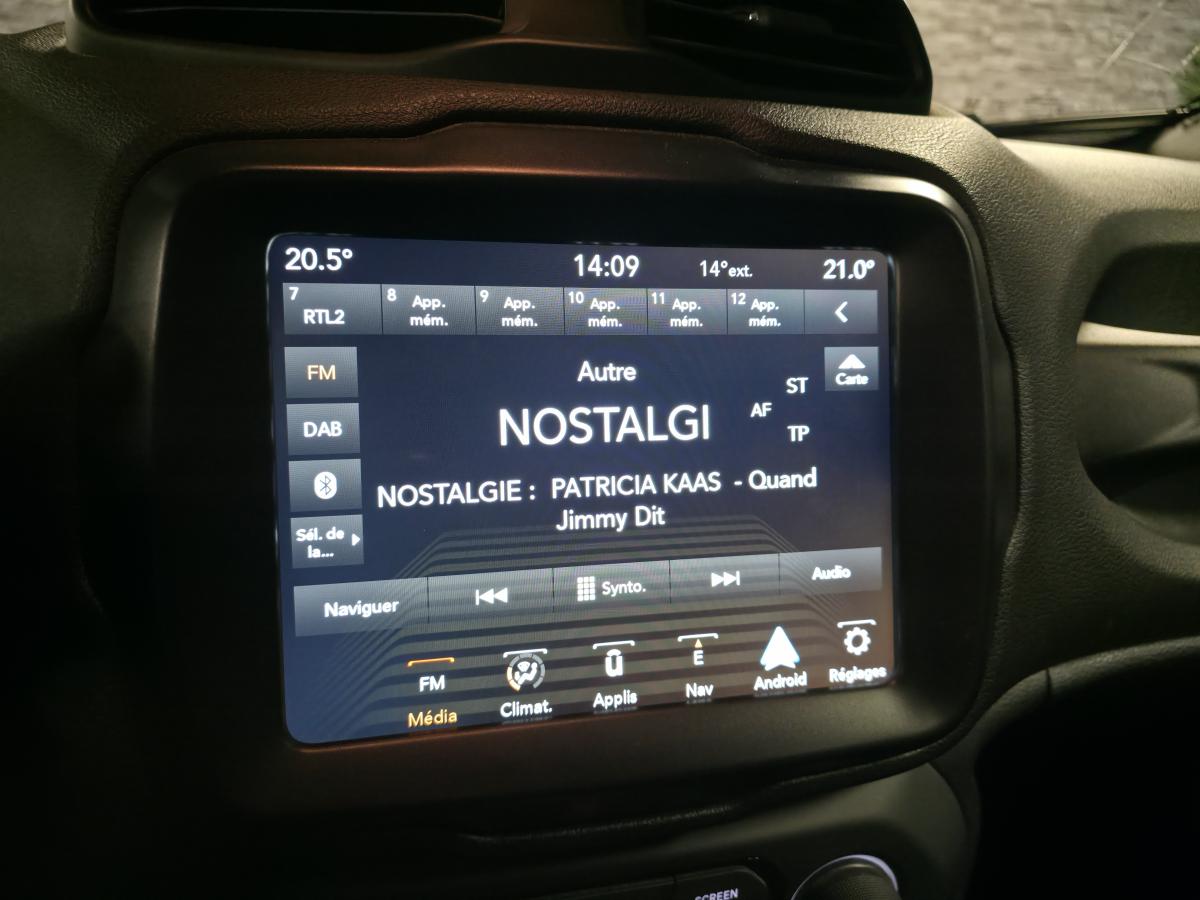 20.5° 14:09 14°ext. 21.0°
7 8 9 10 11 12
RTL2 App. mém. App. mém. App. mém. App. mém. App. mém.
FM
Autre
ST
Carte
AF
DAB
NOSTALGI
TP
NOSTALGIE : PATRICIA KAAS - Quand
Jimmy Dit
Sél. de
la...
Naviguer Synto. Audio
FM
Média
Climat.
Applis
E
Nav
Android
Réglages
SCREEN